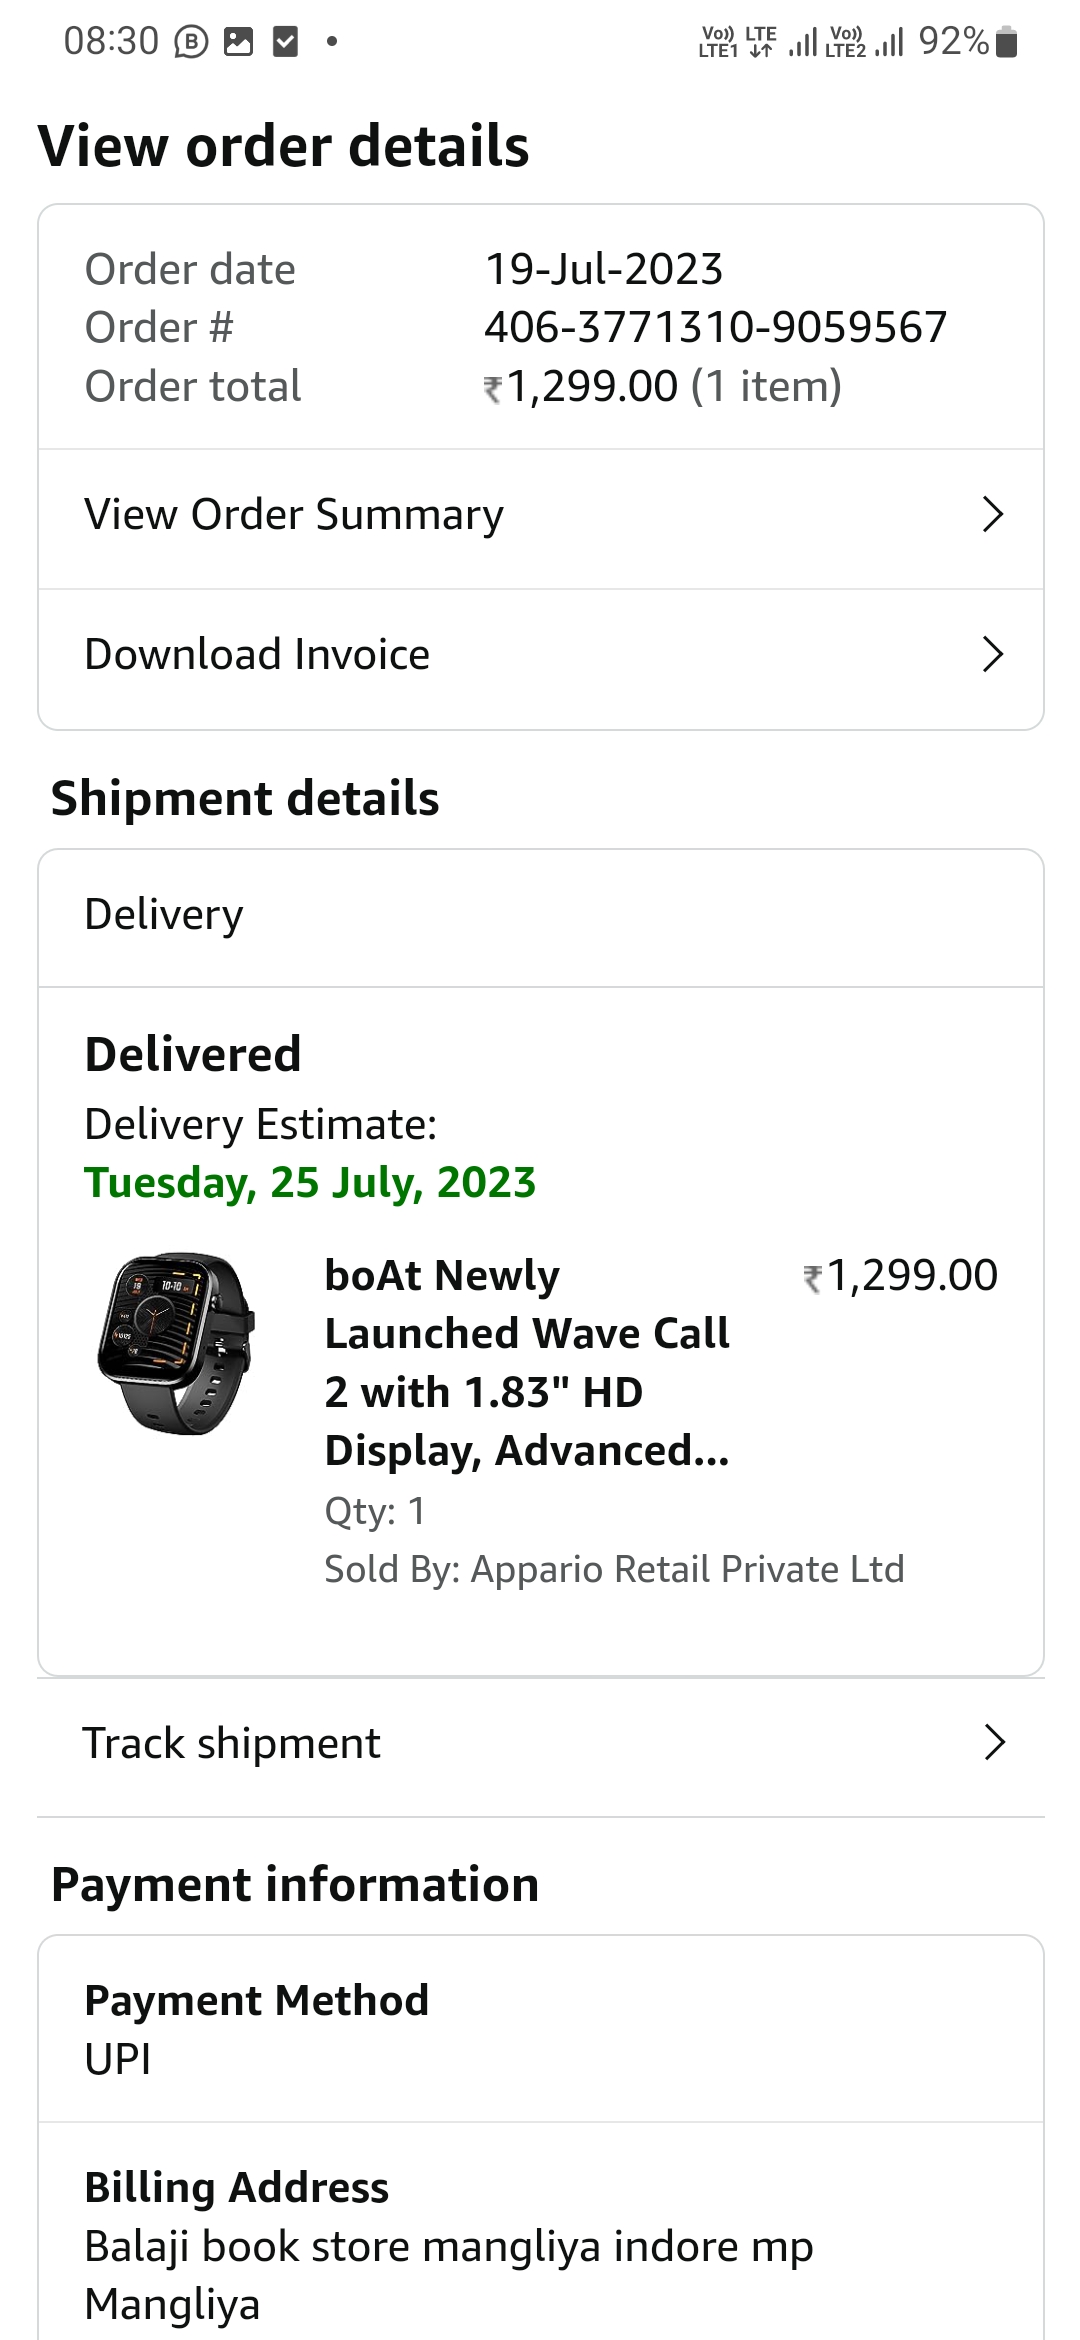 08:30 Vo)) LTE1 LTE Vo)) LTE2 92%
View order details
Order date 19-Jul-2023
Order # 406-3771310-9059567
Order total ₹1,299.00 (1 item)
View Order Summary
Download Invoice
Shipment details
Delivery
Delivered
Delivery Estimate:
Tuesday, 25 July, 2023
boAt Newly ₹1,299.00
Launched Wave Call
2 with 1.83" HD
Display, Advanced...
Qty: 1
Sold By: Appario Retail Private Ltd
Track shipment
Payment information
Payment Method
UPI
Billing Address
Balaji book store mangliya indore mp
Mangliya